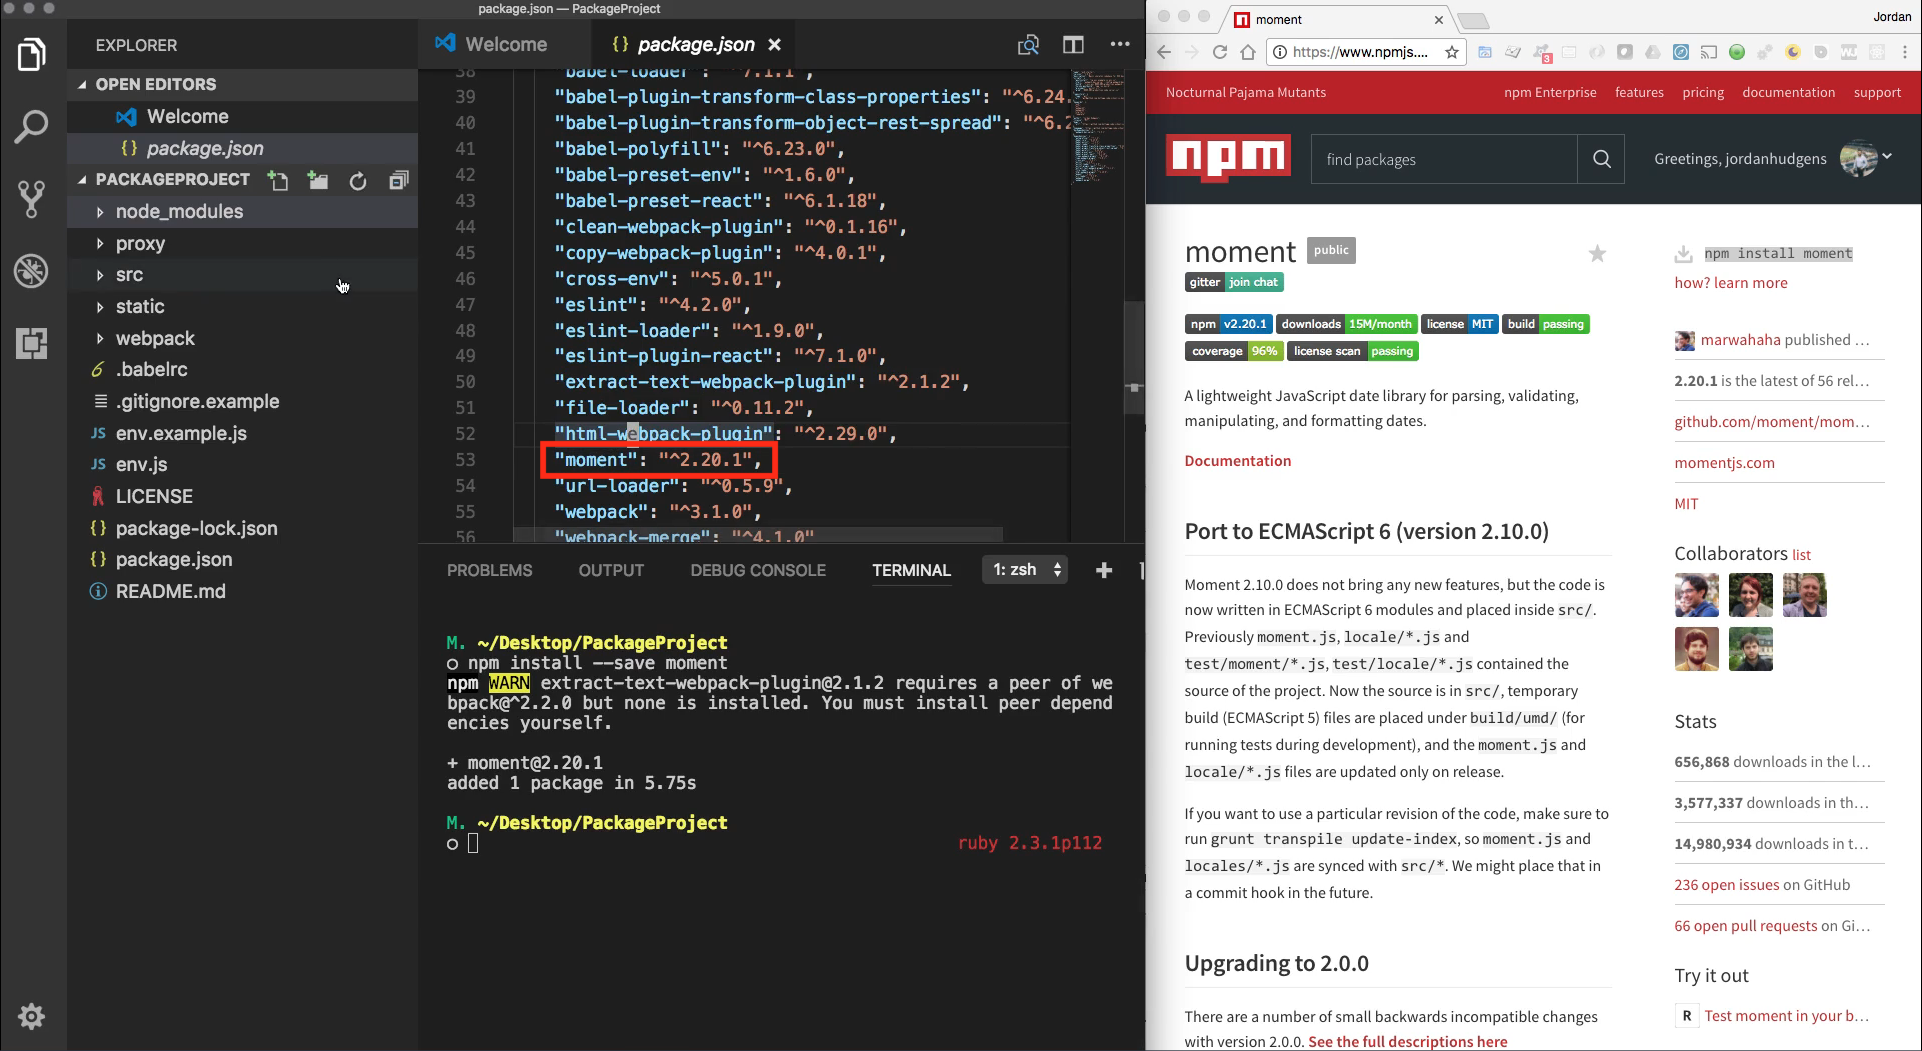 package.json — PackageProject
EXPLORER
OPEN EDITORS
Welcome
{} package.json
PACKAGEPROJECT
node_modules
proxy
src
static
webpack
.babelrc
.gitignore.example
JS env.example.js
JS env.js
LICENSE
{} package-lock.json
{} package.json
README.md
Welcome
{} package.json ×
38 "babel-loader": "^7.1.1",
39 "babel-plugin-transform-class-properties": "^6.24.
40 "babel-plugin-transform-object-rest-spread": "^6.2
41 "babel-polyfill": "^6.23.0",
42 "babel-preset-env": "^1.6.0",
43 "babel-preset-react": "^6.1.18",
44 "clean-webpack-plugin": "^0.1.16",
45 "copy-webpack-plugin": "^4.0.1",
46 "cross-env": "^5.0.1",
47 "eslint": "^4.2.0",
48 "eslint-loader": "^1.9.0",
49 "eslint-plugin-react": "^7.1.0",
50 "extract-text-webpack-plugin": "^2.1.2",
51 "file-loader": "^0.11.2",
52 "html-webpack-plugin": "^2.29.0",
53 "moment": "^2.20.1",
54 "url-loader": "^0.5.9",
55 "webpack": "^3.1.0",
56 "webpack-merge": "^4.1.0"
PROBLEMS OUTPUT DEBUG CONSOLE TERMINAL 1: zsh
M. ~/Desktop/PackageProject
npm install --save moment
npm WARN extract-text-webpack-plugin@2.1.2 requires a peer of we
bpack@^2.2.0 but none is installed. You must install peer depend
encies yourself.
+ moment@2.20.1
added 1 package in 5.75s
M. ~/Desktop/PackageProject
ruby 2.3.1p112
moment
Jordan
https://www.npmjs....
3
Nocturnal Pajama Mutants
npm Enterprise features pricing documentation support
npm
find packages
Greetings, jordanhudgens
moment public
gitter join chat
npm v2.20.1 downloads 15M/month license MIT build passing
coverage 96% license scan passing
A lightweight JavaScript date library for parsing, validating,
manipulating, and formatting dates.
Documentation
Port to ECMAScript 6 (version 2.10.0)
Moment 2.10.0 does not bring any new features, but the code is
now written in ECMAScript 6 modules and placed inside src/.
Previously moment.js, locale/*.js and
test/moment/*.js, test/locale/*.js contained the
source of the project. Now the source is in src/, temporary
build (ECMAScript 5) files are placed under build/umd/ (for
running tests during development), and the moment.js and
locale/*.js files are updated only on release.
If you want to use a particular revision of the code, make sure to
run grunt transpile update-index, so moment.js and
locales/*.js are synced with src/*. We might place that in
a commit hook in the future.
Upgrading to 2.0.0
There are a number of small backwards incompatible changes
with version 2.0.0. See the full descriptions here
npm install moment
how? learn more
marwahaha published ...
2.20.1 is the latest of 56 rel...
github.com/moment/mom...
momentjs.com
MIT
Collaborators list
Stats
656,868 downloads in the l...
3,577,337 downloads in th...
14,980,934 downloads in t...
236 open issues on GitHub
66 open pull requests on Gi...
Try it out
R Test moment in your b...